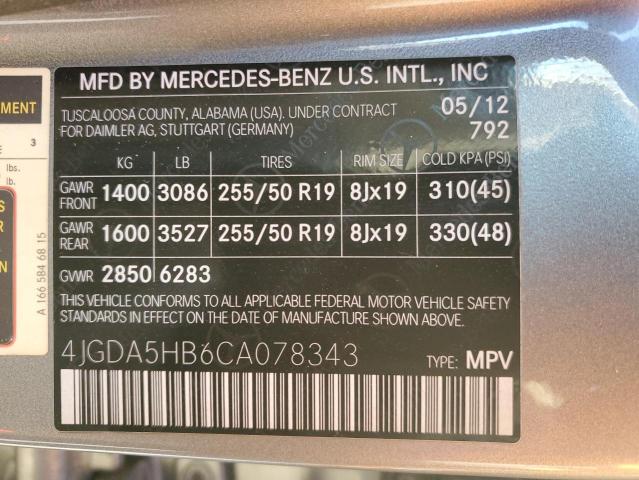 MFD BY MERCEDES-BENZ U.S. INTL., INC
TUSCALOOSA COUNTY, ALABAMA (USA). UNDER CONTRACT 05/12
FOR DAIMLER AG, STUTTGART (GERMANY) 792
KG LB TIRES RIM SIZE COLD KPA (PSI)
GAWR FRONT 1400 3086 255/50 R19 8Jx19 310(45)
GAWR REAR 1600 3527 255/50 R19 8Jx19 330(48)
GVWR 2850 6283
THIS VEHICLE CONFORMS TO ALL APPLICABLE FEDERAL MOTOR VEHICLE SAFETY
STANDARDS IN EFFECT ON THE DATE OF MANUFACTURE SHOWN ABOVE
4JGDA5HB6CA078343 TYPE: MPV
3
lbs.
lb.
A 166 584 68 15